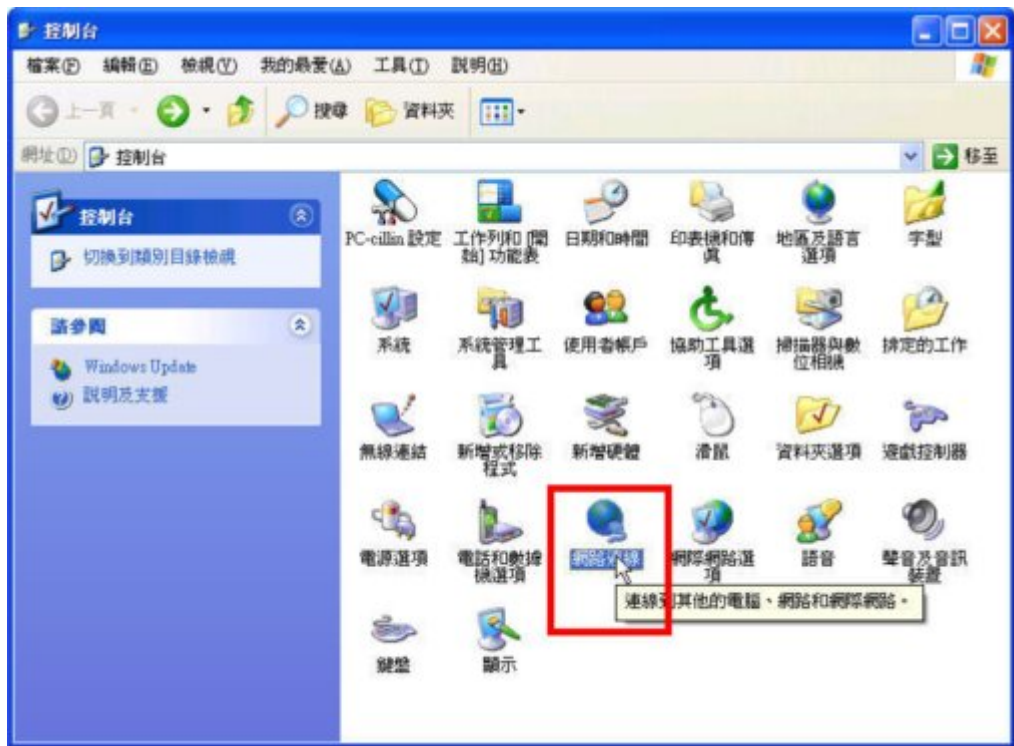 控制台
檔案(F) 編輯(E) 檢視(V) 我的最愛(A) 工具(T) 說明(H)
上一頁 搜尋 資料夾
網址(D) 控制台 移至
控制台
切換到類別目錄檢視
請參閱
Windows Update
說明及支援
PC-cillin 設定 工作列和 [開 日期和時間 印表機和傳 地區及語言 字型
始] 功能表 真 選項
系統 系統管理工 使用者帳戶 協助工具選 掃描器與數 排定的工作
具 項 位相機
無線連結 新增或移除 新增硬體 滑鼠 資料夾選項 遊戲控制器
程式
電源選項 電話和數據 網路連線 網際網路選 語音 聲音及音訊
機選項 項 裝置
連線到其他的電腦、網路和網際網路。
鍵盤 顯示